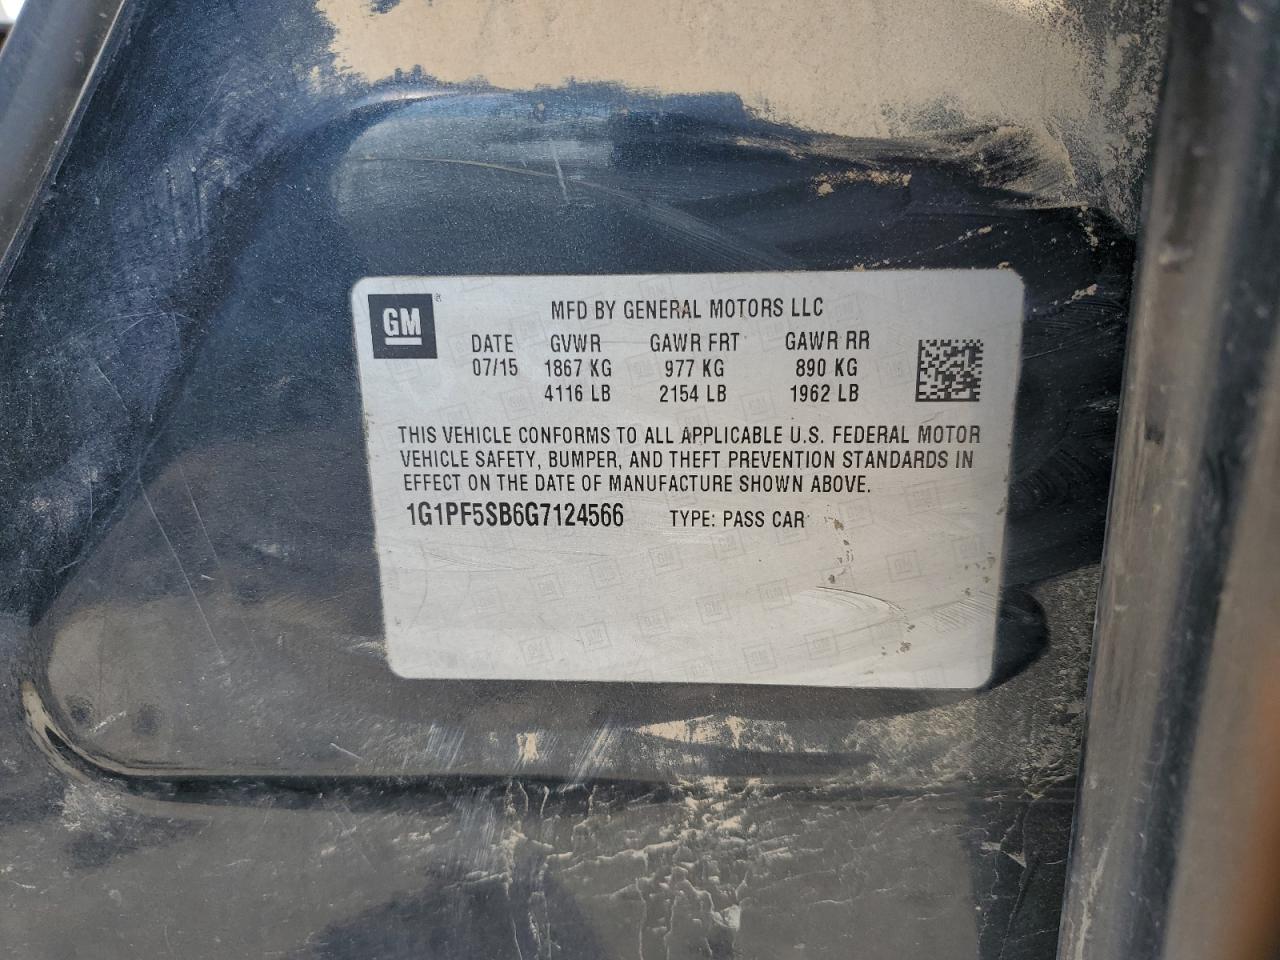 GM
MFD BY GENERAL MOTORS LLC
DATE GVWR GAWR FRT GAWR RR
07/15 1867 KG 977 KG 890 KG
4116 LB 2154 LB 1962 LB
THIS VEHICLE CONFORMS TO ALL APPLICABLE U.S. FEDERAL MOTOR
VEHICLE SAFETY, BUMPER, AND THEFT PREVENTION STANDARDS IN
EFFECT ON THE DATE OF MANUFACTURE SHOWN ABOVE.
1G1PF5SB6G7124566 TYPE: PASS CAR